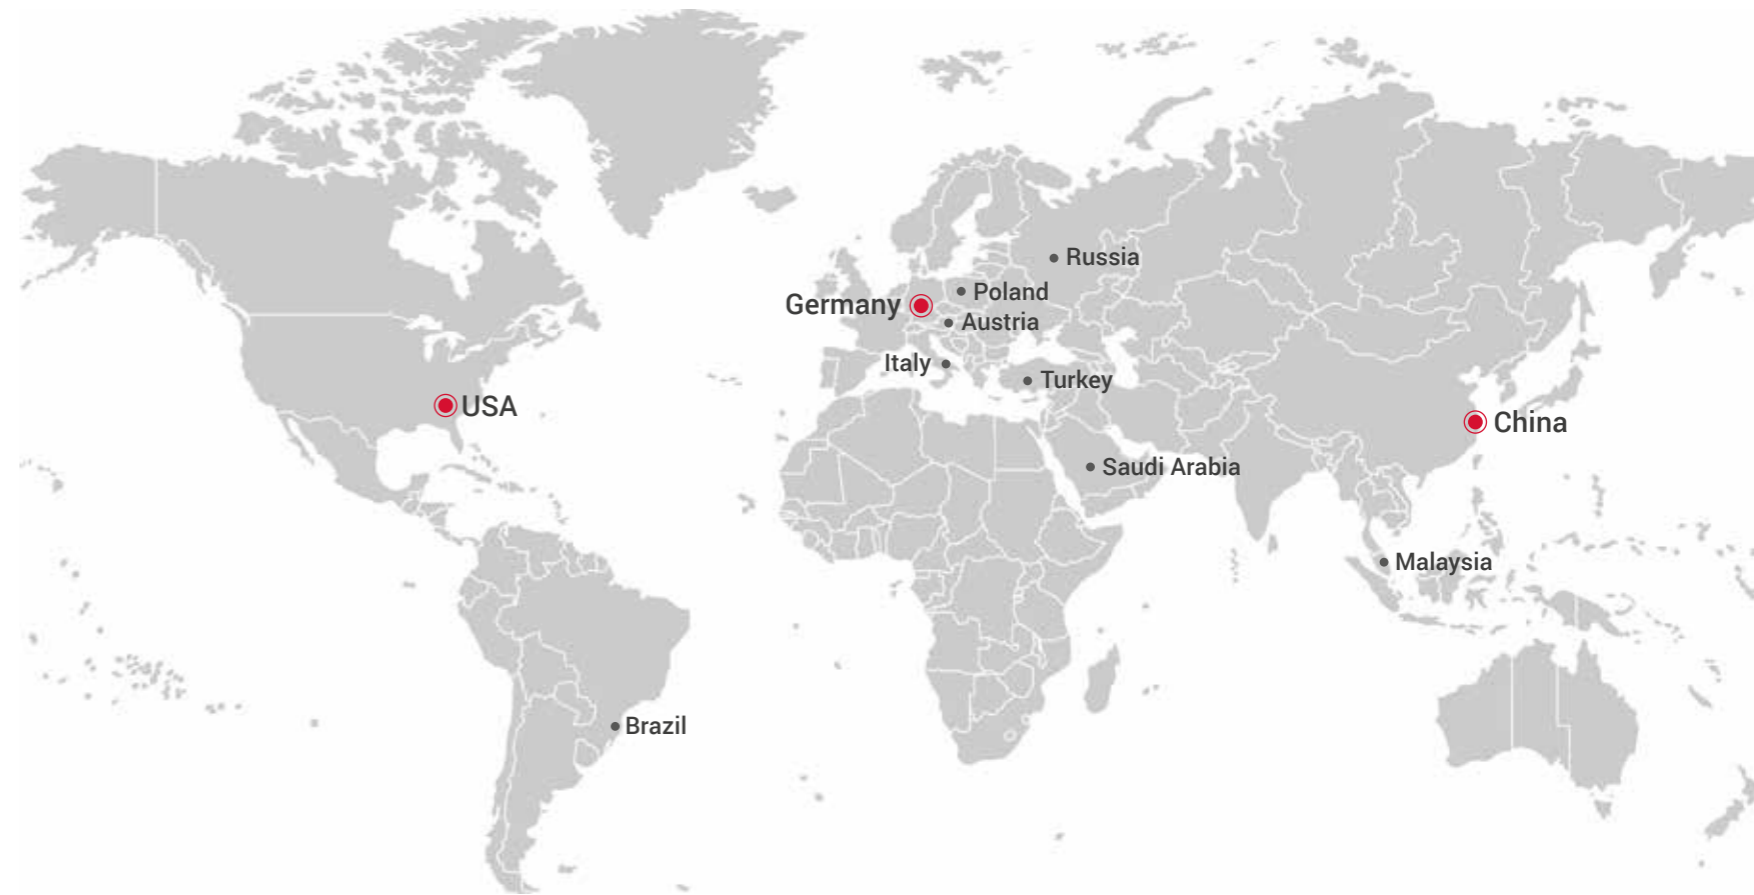 Russia
Poland
Germany
Austria
Italy
Turkey
USA
China
Saudi Arabia
Malaysia
Brazil